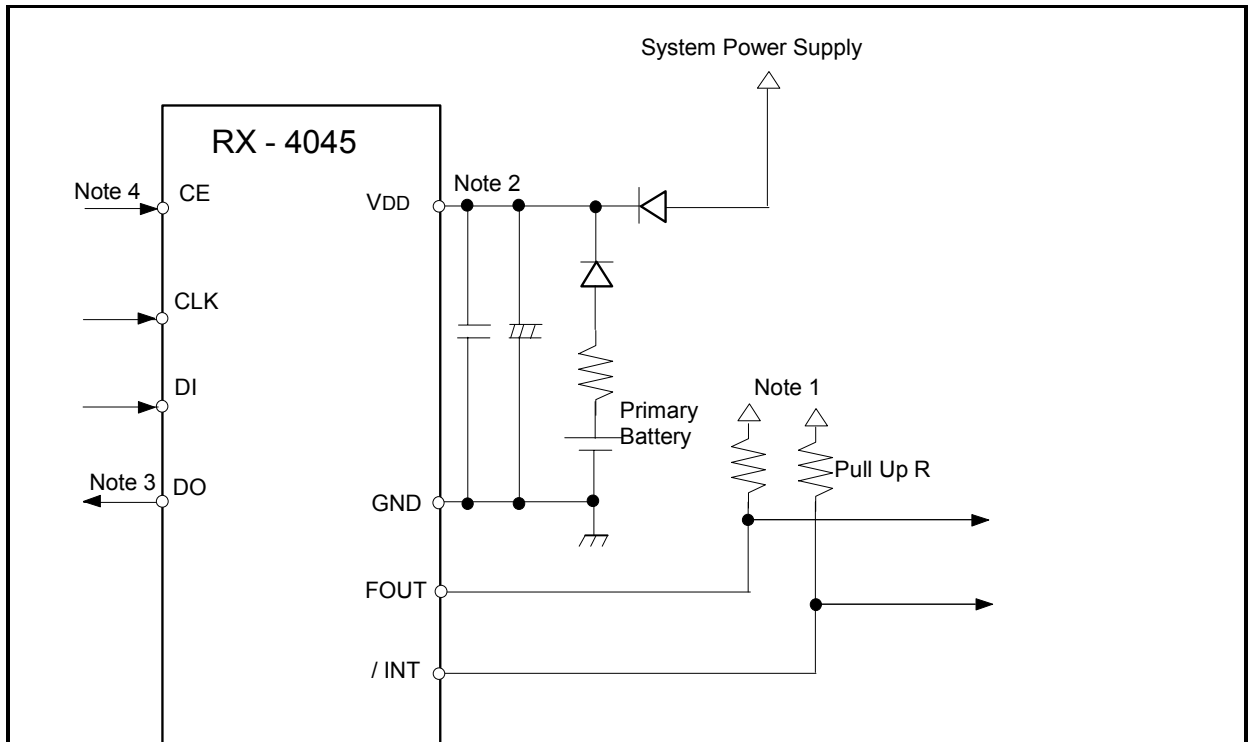 System Power Supply
RX - 4045
Note 4
CE
VDD
Note 2
CLK
DI
Primary
Battery
Note 1
Pull Up R
Note 3
DO
GND
FOUT
/ INT